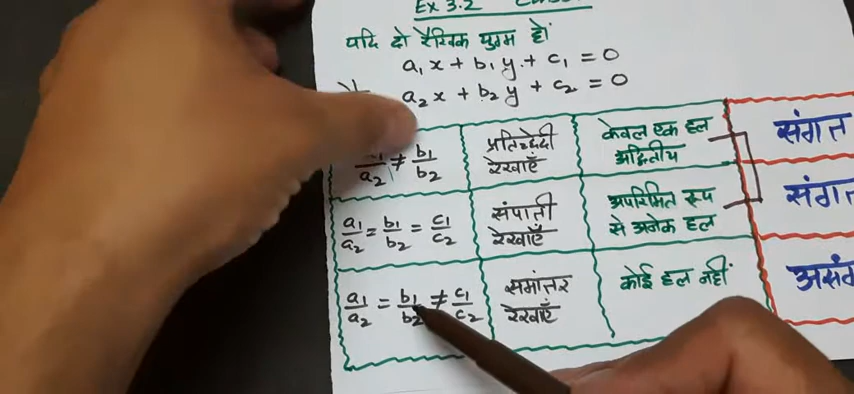 Ex 3.2
यदि दो रैखिक युग्म हों
a₁x + b₁y + c₁ = 0
a₂x + b₂y + c₂ = 0
a₁/a₂ ≠ b₁/b₂ प्रतिच्छेदी रेखाएँ केवल एक हल अद्वितीय संगत
a₁/a₂ = b₁/b₂ = c₁/c₂ संपाती रेखाएँ अपरिमित रूप से अनेक हल संगत
a₁/a₂ = b₁/b₂ ≠ c₁/c₂ समांतर रेखाएँ कोई हल नहीं असंग